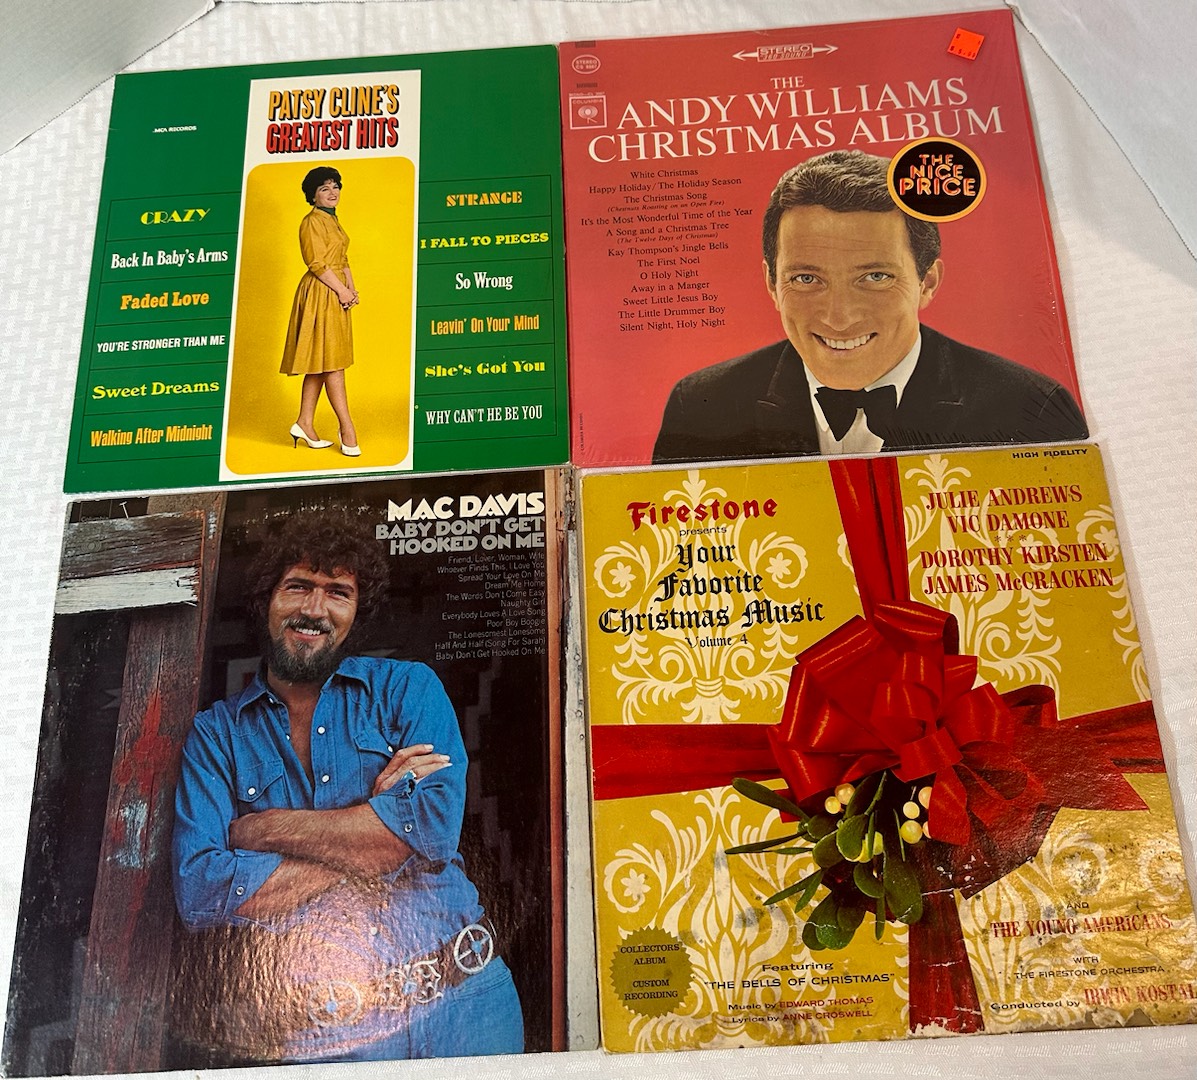 PATSY CLINE'S
GREATEST HITS
MCA RECORDS
CRAZY
Back In Baby's Arms
Faded Love
YOU'RE STRONGER THAN ME
Sweet Dreams
Walking After Midnight
STRANGE
I FALL TO PIECES
So Wrong
Leavin' On Your Mind
She's Got You
WHY CAN'T HE BE YOU
STEREO
COLUMBIA
STEREO
360 SOUND
THE
ANDY WILLIAMS
CHRISTMAS ALBUM
THE
NICE
PRICE
White Christmas
Happy Holiday/The Holiday Season
The Christmas Song
(Chestnuts Roasting on an Open Fire)
It's the Most Wonderful Time of the Year
A Song and a Christmas Tree
(The Twelve Days of Christmas)
Kay Thompson's Jingle Bells
The First Noel
O Holy Night
Away in a Manger
Sweet Little Jesus Boy
The Little Drummer Boy
Silent Night, Holy Night
MAC DAVIS
BABY DON'T GET
HOOKED ON ME
Friend, Lover, Woman, Wife
Whoever Finds This, I Love You
Spread Your Love On Me
Dream Me Home
The Words Don't Come Easy
Naughty Girl
Everybody Loves A Love Song
Poor Boy Boogie
The Lonesomest Lonesome
Half And Half (Song For Sarah)
Baby Don't Get Hooked On Me
HIGH FIDELITY
Firestone
presents
Your
Favorite
Christmas Music
Volume 4
JULIE ANDREWS
VIC DAMONE
***
DOROTHY KIRSTEN
JAMES McCRACKEN
AND
THE YOUNG AMERICANS
WITH
THE FIRESTONE ORCHESTRA
Conducted by IRWIN KOSTAL
COLLECTORS'
ALBUM
CUSTOM
RECORDING
Featuring
"THE BELLS OF CHRISTMAS"
Music by EDWARD THOMAS
Lyrics by ANNE CROSWELL